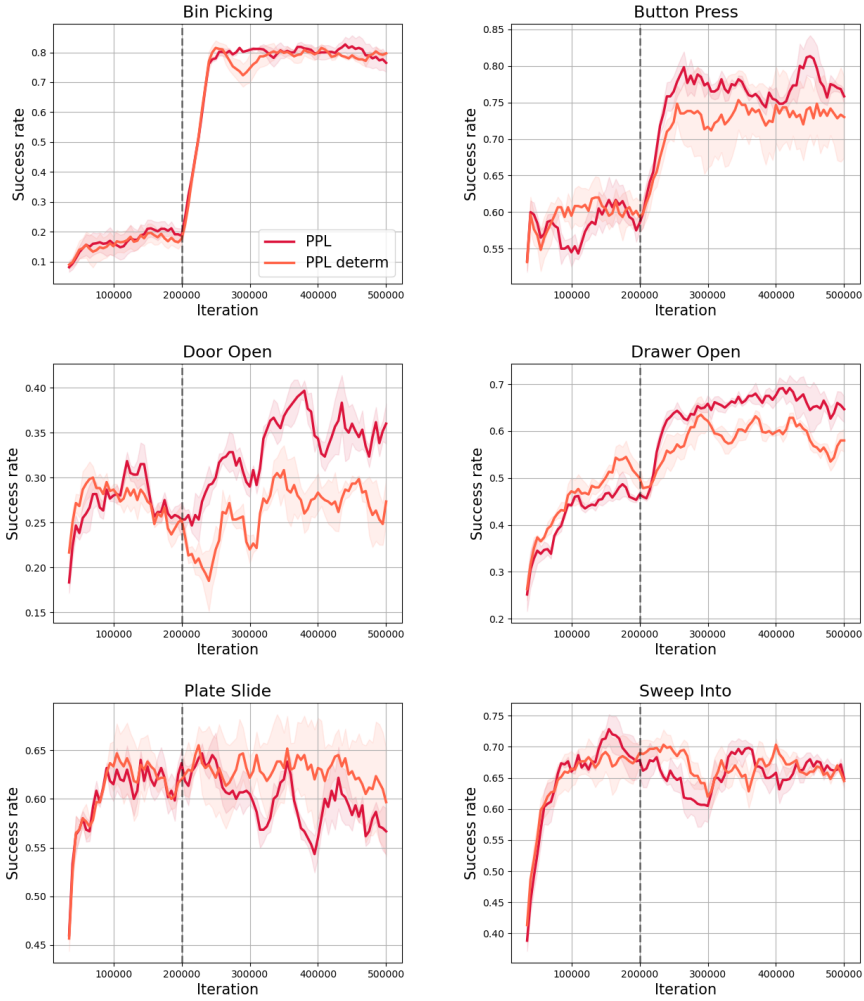 Bin Picking
Success rate
0.8
0.7
0.6
0.5
0.4
0.3
0.2
0.1
PPL
PPL determ
100000 200000 300000 400000 500000
Iteration
Button Press
Success rate
0.85
0.80
0.75
0.70
0.65
0.60
0.55
100000 200000 300000 400000 500000
Iteration
Door Open
Success rate
0.40
0.35
0.30
0.25
0.20
0.15
100000 200000 300000 400000 500000
Iteration
Drawer Open
Success rate
0.7
0.6
0.5
0.4
0.3
0.2
100000 200000 300000 400000 500000
Iteration
Plate Slide
Success rate
0.65
0.60
0.55
0.50
0.45
100000 200000 300000 400000 500000
Iteration
Sweep Into
Success rate
0.75
0.70
0.65
0.60
0.55
0.50
0.45
0.40
100000 200000 300000 400000 500000
Iteration